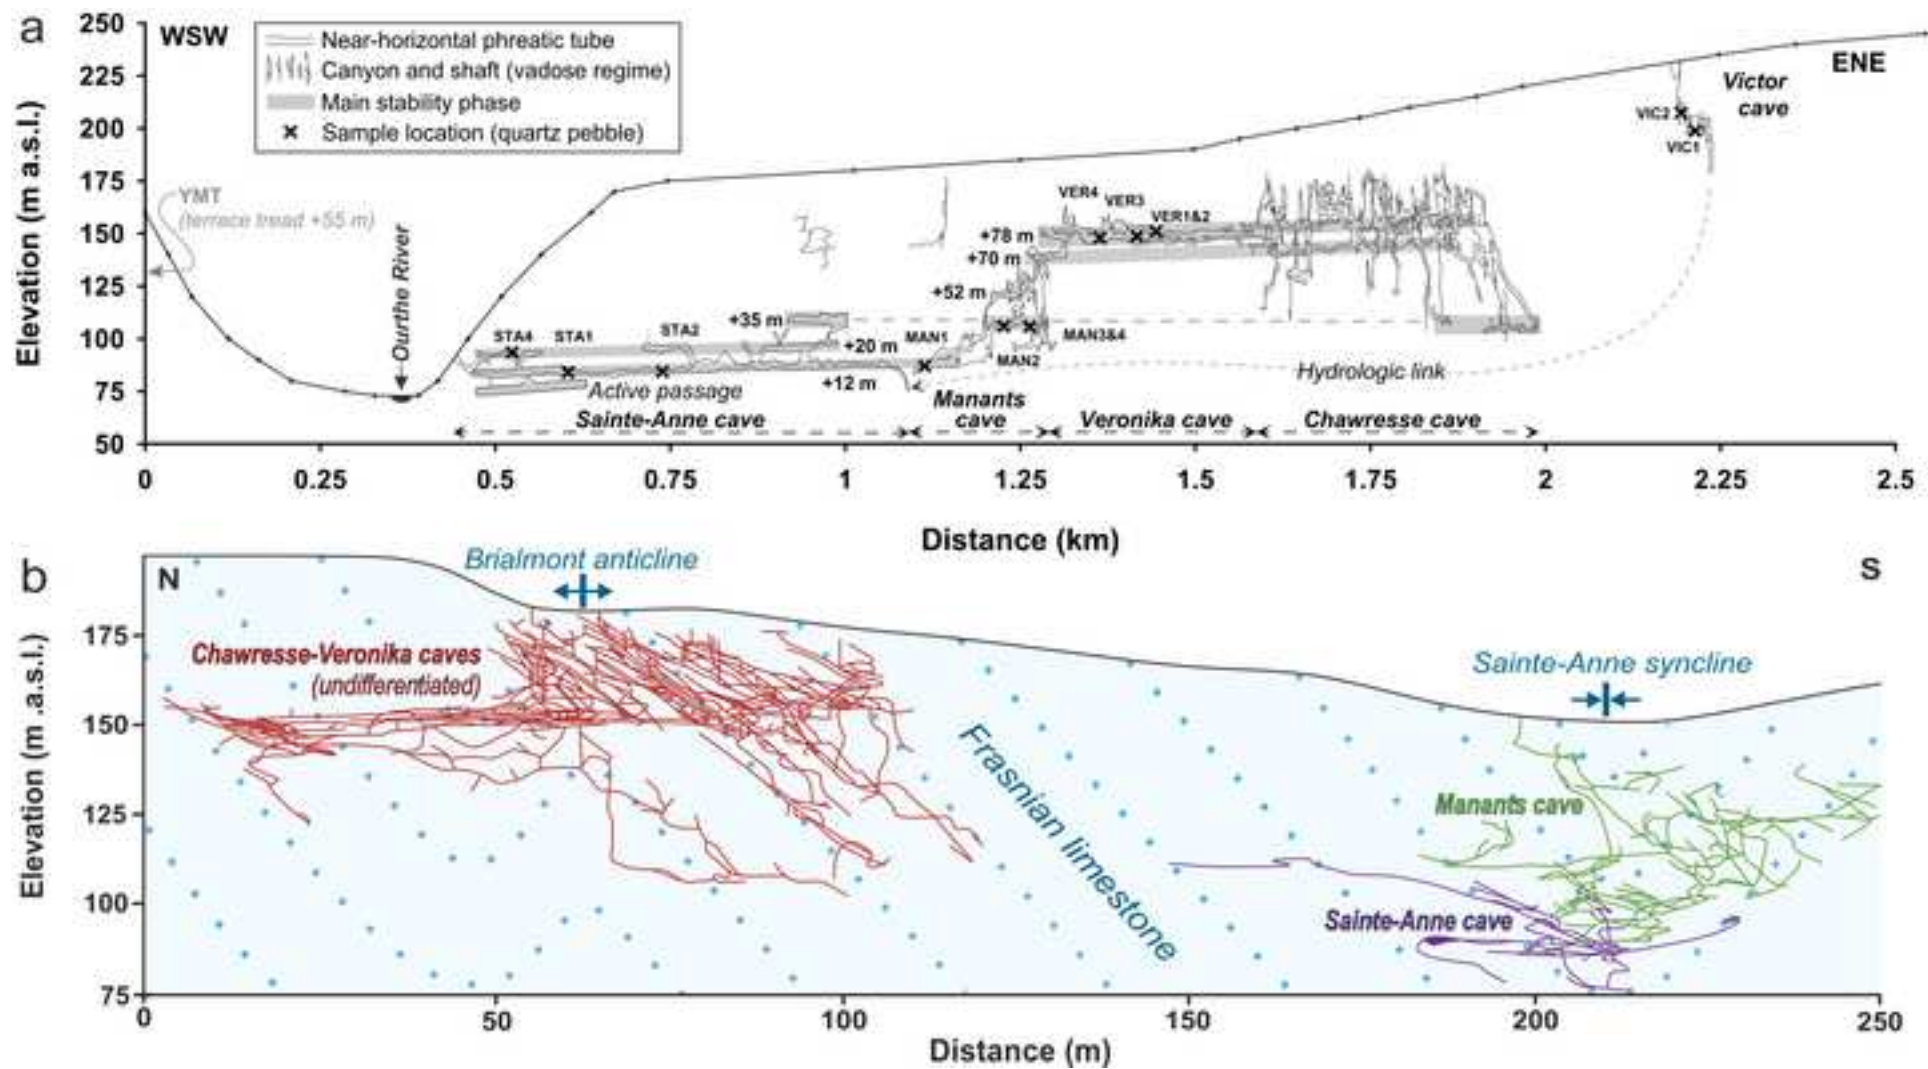 a
250
225
200
175
150
125
100
75
50
Elevation (m a.s.l.)
WSW
ENE
Near-horizontal phreatic tube
Canyon and shaft (vadose regime)
Main stability phase
Sample location (quartz pebble)
YMT
(terrace tread +55 m)
Ourthe River
Victor
cave
VIC2
VIC1
VER4
VER3
VER1&2
+78 m
+70 m
+52 m
+35 m
+20 m
+12 m
STA4
STA1
STA2
MAN1
MAN2
MAN3&4
Active passage
Hydrologic link
Sainte-Anne cave
Manants
cave
Veronika cave
Chawresse cave
0
0.25
0.5
0.75
1
1.25
1.5
1.75
2
2.25
2.5
Distance (km)
b
N
S
Brialmont anticline
Chawresse-Veronika caves
(undifferentiated)
Sainte-Anne syncline
Frasnian limestone
Manants cave
Sainte-Anne cave
175
150
125
100
75
Elevation (m .a.s.l.)
0
50
100
150
200
250
Distance (m)